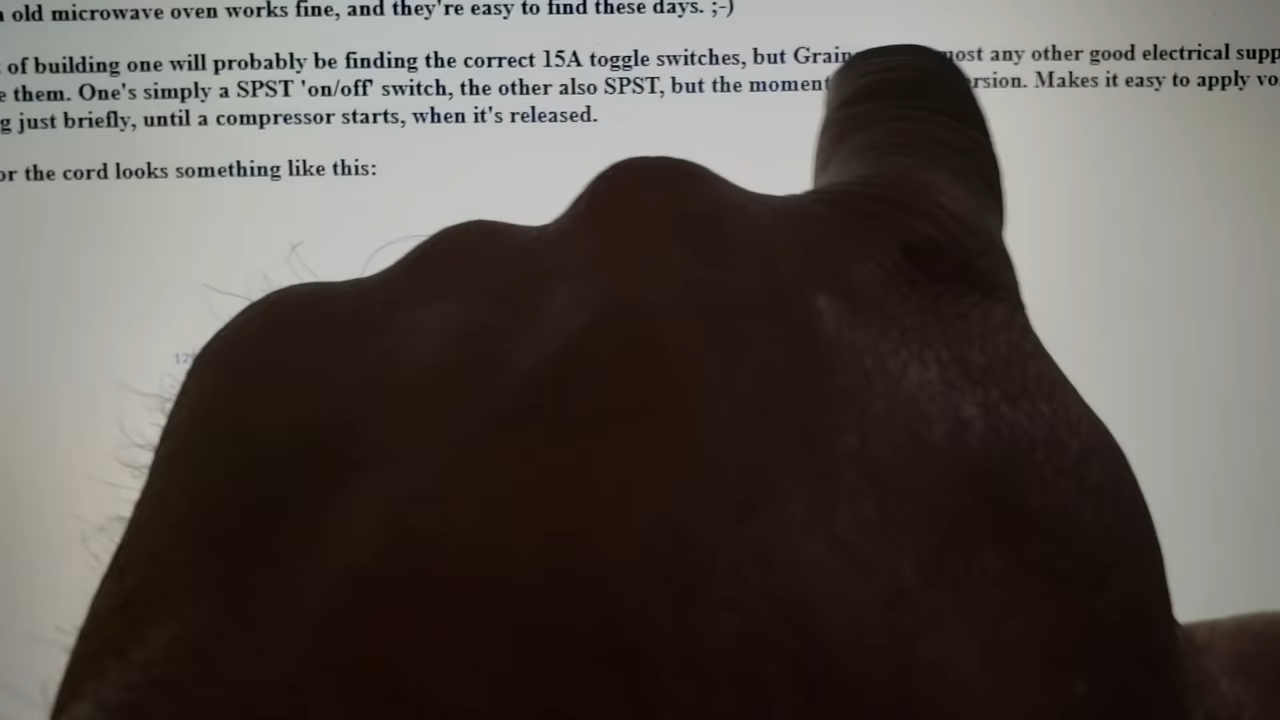 old microwave oven works fine, and they're easy to find these days. ;-)
of building one will probably be finding the correct 15A toggle switches, but Grain most any other good electrical supp
them. One's simply a SPST 'on/off' switch, the other also SPST, but the moment rsion. Makes it easy to apply vo
g just briefly, until a compressor starts, when it's released.
or the cord looks something like this:
12